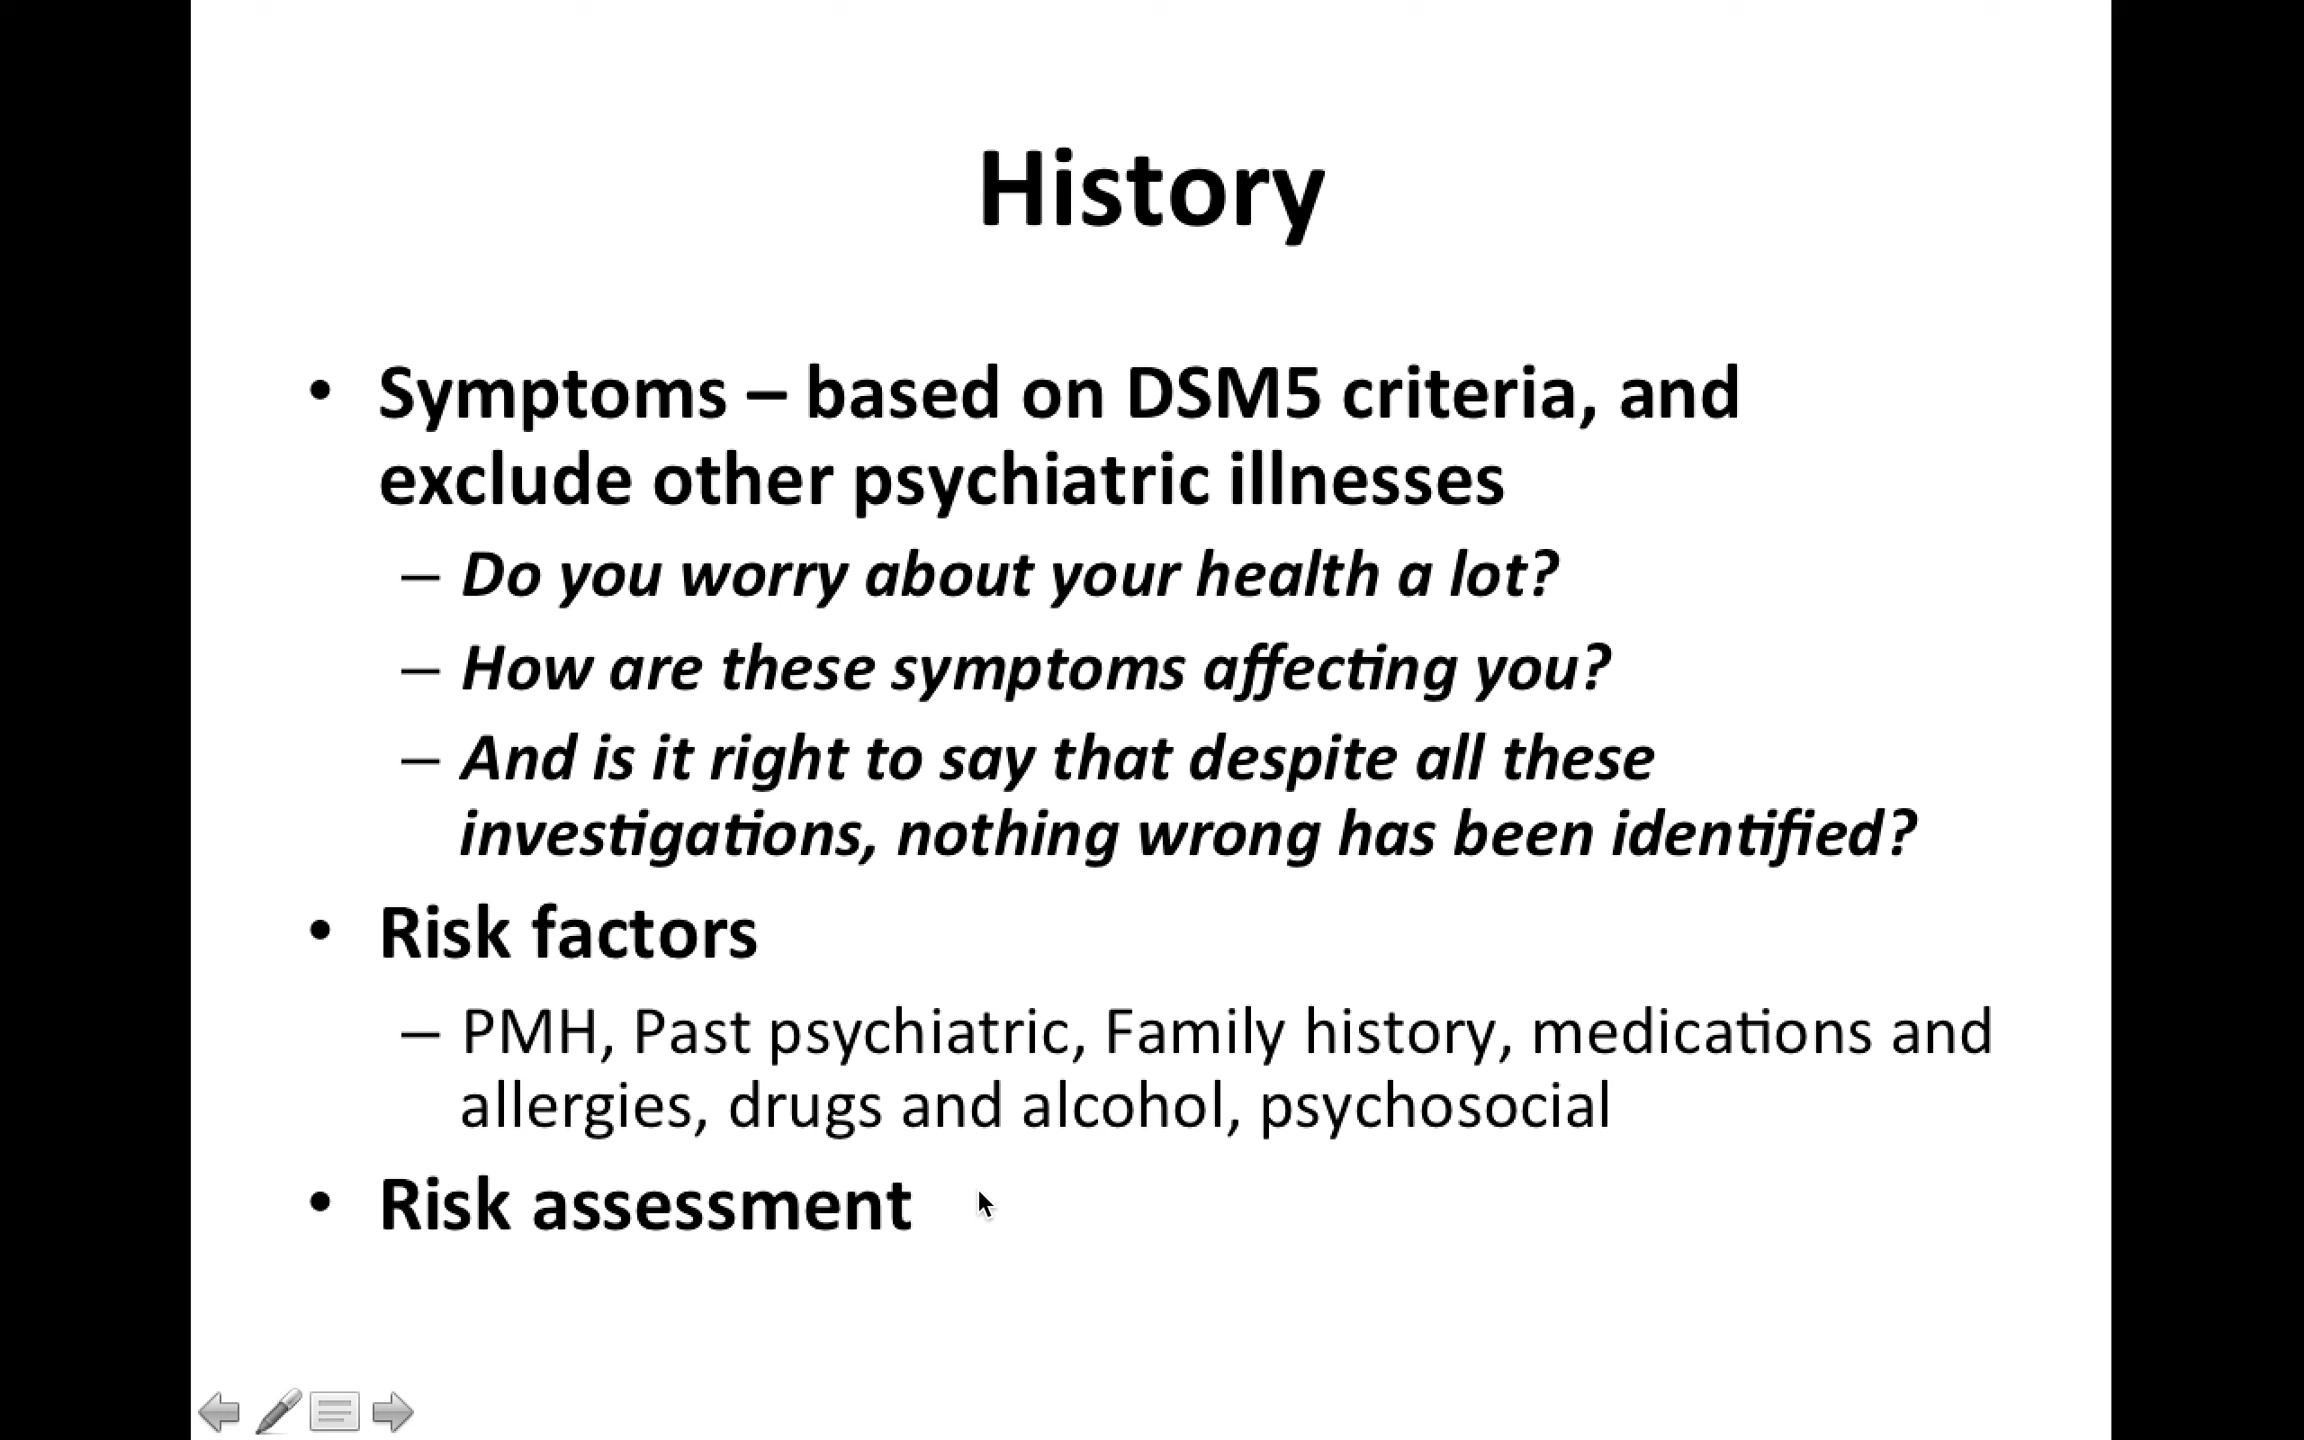 History
• Symptoms – based on DSM5 criteria, and
exclude other psychiatric illnesses
– Do you worry about your health a lot?
– How are these symptoms affecting you?
– And is it right to say that despite all these
investigations, nothing wrong has been identified?
• Risk factors
– PMH, Past psychiatric, Family history, medications and
allergies, drugs and alcohol, psychosocial
• Risk assessment